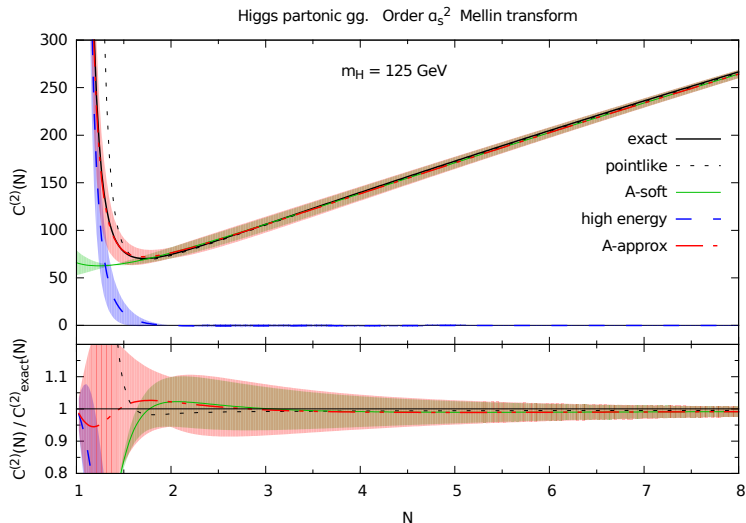 Higgs partonic gg. Order αs² Mellin transform
mH = 125 GeV
300
250
200
150
100
50
0
C(2)(N)
exact
pointlike
A-soft
high energy
A-approx
1.1
1
0.9
0.8
C(2)(N) / C(2)exact(N)
1 2 3 4 5 6 7 8
N